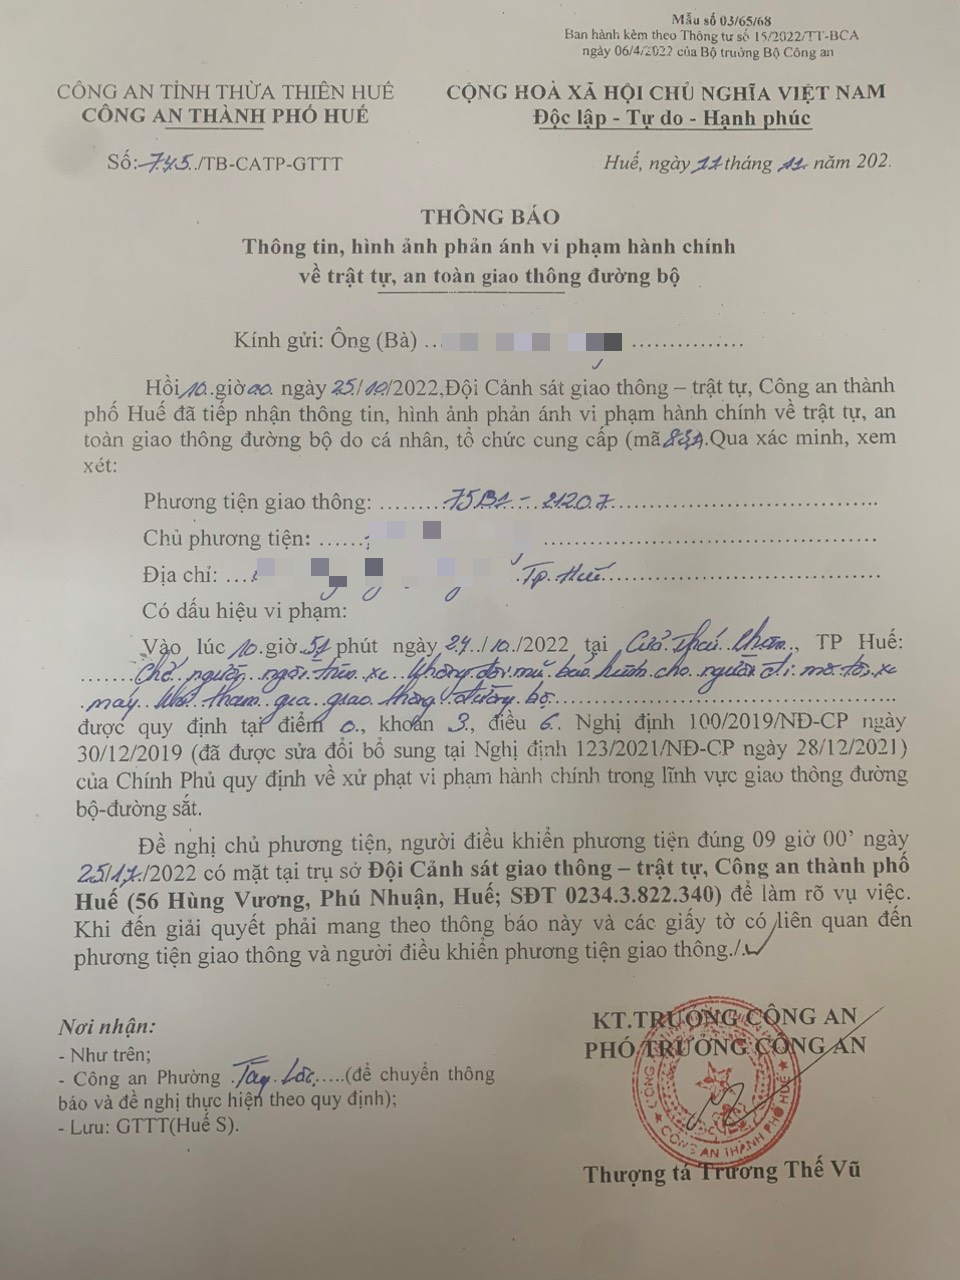 Mẫu số 03/65/68
Ban hành kèm theo Thông tư số 15/2022/TT-BCA
ngày 06/4/2022 của Bộ trưởng Bộ Công an
CÔNG AN TỈNH THỪA THIÊN HUẾ
CÔNG AN THÀNH PHỐ HUẾ
CỘNG HOÀ XÃ HỘI CHỦ NGHĨA VIỆT NAM
Độc lập - Tự do - Hạnh phúc
Số: 745./TB-CATP-GTTT
Huế, ngày 11 tháng 11 năm 202.
THÔNG BÁO
Thông tin, hình ảnh phản ánh vi phạm hành chính
về trật tự, an toàn giao thông đường bộ
Kính gửi: Ông (Bà) ..
Hồi 10 giờ 00 ngày 25/10/2022, Đội Cảnh sát giao thông – trật tự, Công an thành
phố Huế đã tiếp nhận thông tin, hình ảnh phản ánh vi phạm hành chính về trật tự, an
toàn giao thông đường bộ do cá nhân, tổ chức cung cấp (mã .Qua xác minh, xem
xét:
Phương tiện giao thông: 75B1 - 2120.7
Chủ phương tiện:
Địa chỉ: Tp. Huế
Có dấu hiệu vi phạm:
Vào lúc 10 giờ 51 phút ngày 24/10/2022 tại Cửa , TP Huế:
Chở người ngồi trên xe không đội mũ bảo hiểm cho người đi mô tô, xe
máy khi tham gia giao thông đường bộ
được quy định tại điểm o, khoản 3, điều 6. Nghị định 100/2019/NĐ-CP ngày
30/12/2019 (đã được sửa đổi bổ sung tại Nghị định 123/2021/NĐ-CP ngày 28/12/2021)
của Chính Phủ quy định về xử phạt vi phạm hành chính trong lĩnh vực giao thông đường
bộ-đường sắt.
Đề nghị chủ phương tiện, người điều khiển phương tiện đúng 09 giờ 00’ ngày
25/11/2022 có mặt tại trụ sở Đội Cảnh sát giao thông – trật tự, Công an thành phố
Huế (56 Hùng Vương, Phú Nhuận, Huế; SĐT 0234.3.822.340) để làm rõ vụ việc.
Khi đến giải quyết phải mang theo thông báo này và các giấy tờ có liên quan đến
phương tiện giao thông và người điều khiển phương tiện giao thông./.
Nơi nhận:
- Như trên;
- Công an Phường Tây Lộc (để chuyển thông
báo và đề nghị thực hiện theo quy định);
- Lưu: GTTT(Huế S).
KT.TRƯỞNG CÔNG AN
PHÓ TRƯỞNG CÔNG AN
CÔNG AN THÀNH PHỐ HUẾ
Thượng tá Trương Thế Vũ